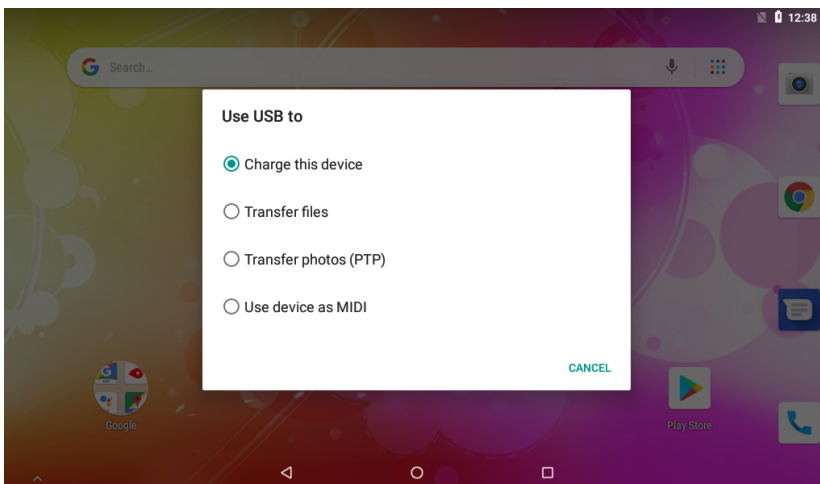 12:38
Search...
Use USB to
Charge this device
Transfer files
Transfer photos (PTP)
Use device as MIDI
CANCEL
Google
Play Store